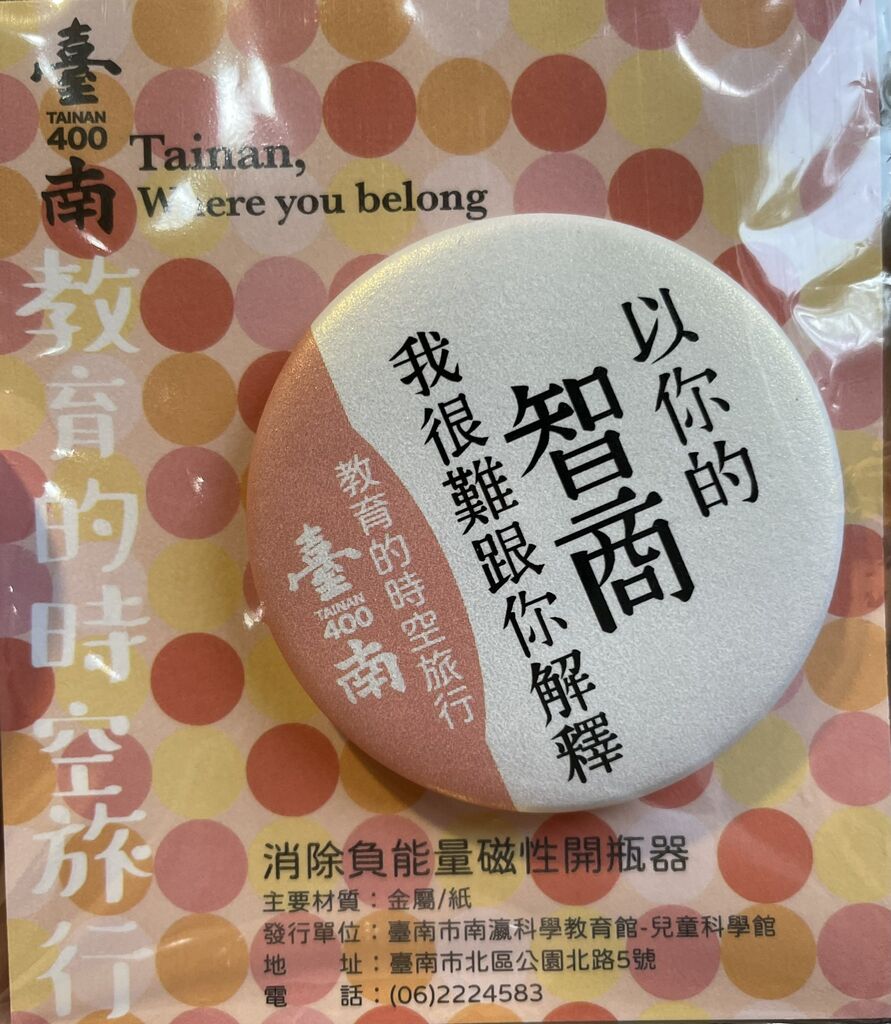 臺
TAINAN
400
南
Tainan,
Where you belong
教育的時空旅行
以你的
智商
我很難跟你解釋
教育的時空旅行
臺
TAINAN
400
南
消除負能量磁性開瓶器
主要材質：金屬/紙
發行單位：臺南市南瀛科學教育館-兒童科學館
地　　址：臺南市北區公園北路5號
電　　話：(06)2224583